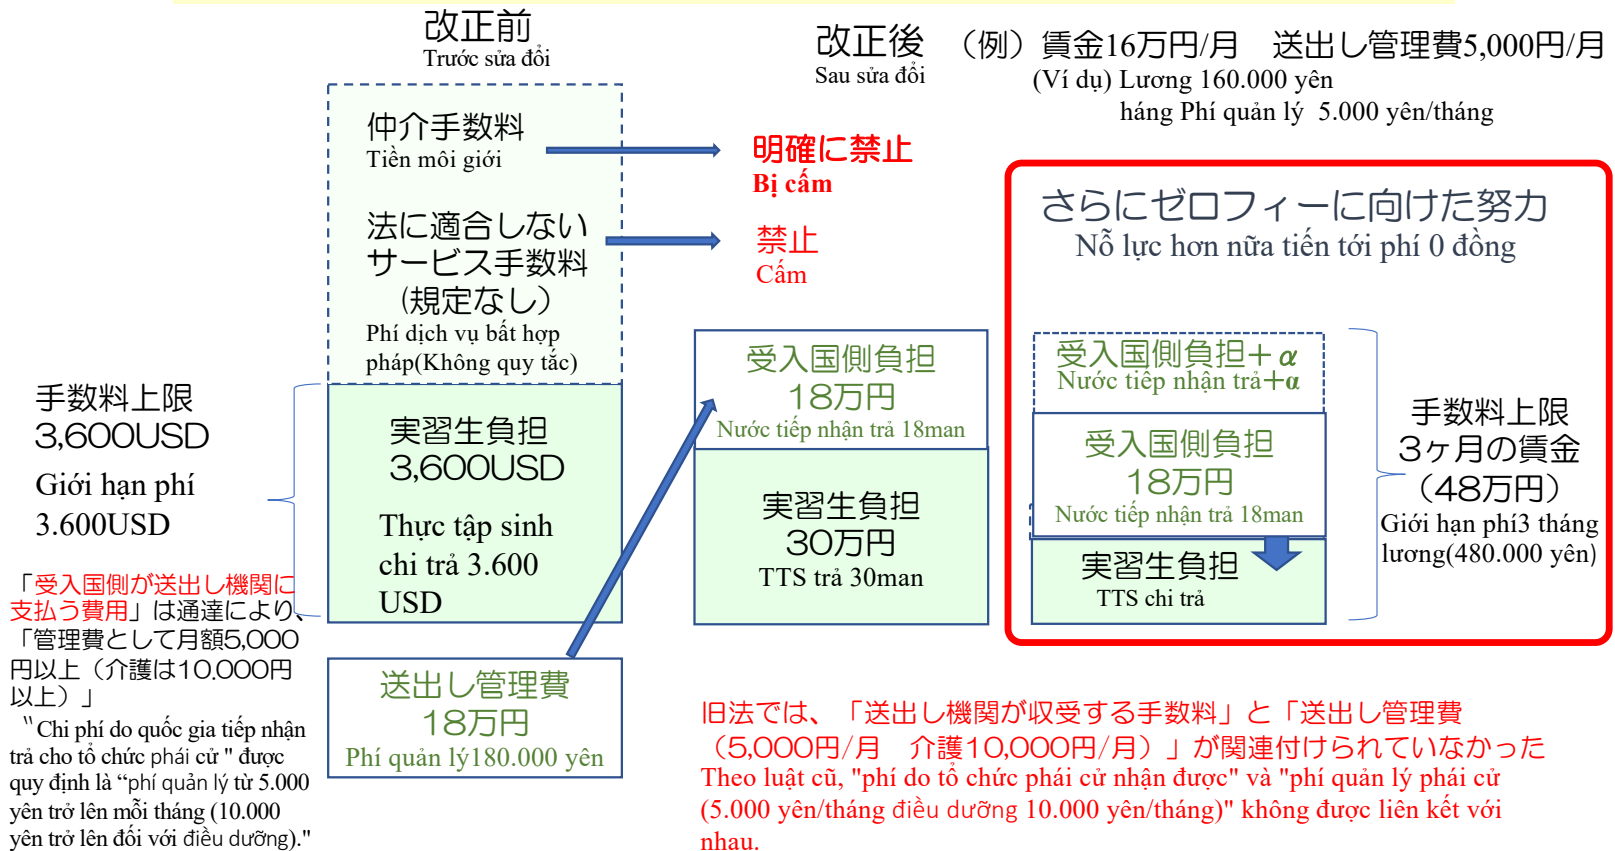 改正前
Trước sửa đổi
改正後 （例）賃金16万円/月 送出し管理費5,000円/月
Sau sửa đổi
(Ví dụ) Lương 160.000 yên
háng Phí quản lý 5.000 yên/tháng
仲介手数料
Tiền môi giới
明確に禁止
Bị cấm
法に適合しない
サービス手数料
（規定なし）
Phí dịch vụ bất hợp
pháp(Không quy tắc)
禁止
Cấm
さらにゼロフィーに向けた努力
Nỗ lực hơn nữa tiến tới phí 0 đồng
手数料上限
3,600USD
Giới hạn phí
3.600USD
実習生負担
3,600USD
Thực tập sinh
chi trả 3.600
USD
受入国側負担
18万円
Nước tiếp nhận trả 18man
実習生負担
30万円
TTS trả 30man
受入国側負担＋α
Nước tiếp nhận trả＋α
受入国側負担
18万円
Nước tiếp nhận trả 18man
実習生負担
TTS chi trả
手数料上限
3ヶ月の賃金
（48万円）
Giới hạn phí3 tháng
lương(480.000 yên)
「受入国側が送出し機関に
支払う費用」は通達により、
「管理費として月額5,000
円以上（介護は10,000円
以上）」
"Chi phí do quốc gia tiếp nhận
trả cho tổ chức phái cử " được
quy định là “phí quản lý từ 5.000
yên trở lên mỗi tháng (10.000
yên trở lên đối với điều dưỡng)."
送出し管理費
18万円
Phí quản lý180.000 yên
旧法では、「送出し機関が収受する手数料」と「送出し管理費
（5,000円/月 介護10,000円/月）」が関連付けられていなかった
Theo luật cũ, "phí do tổ chức phái cử nhận được" và "phí quản lý phái cử
(5.000 yên/tháng điều dưỡng 10.000 yên/tháng)" không được liên kết với
nhau.